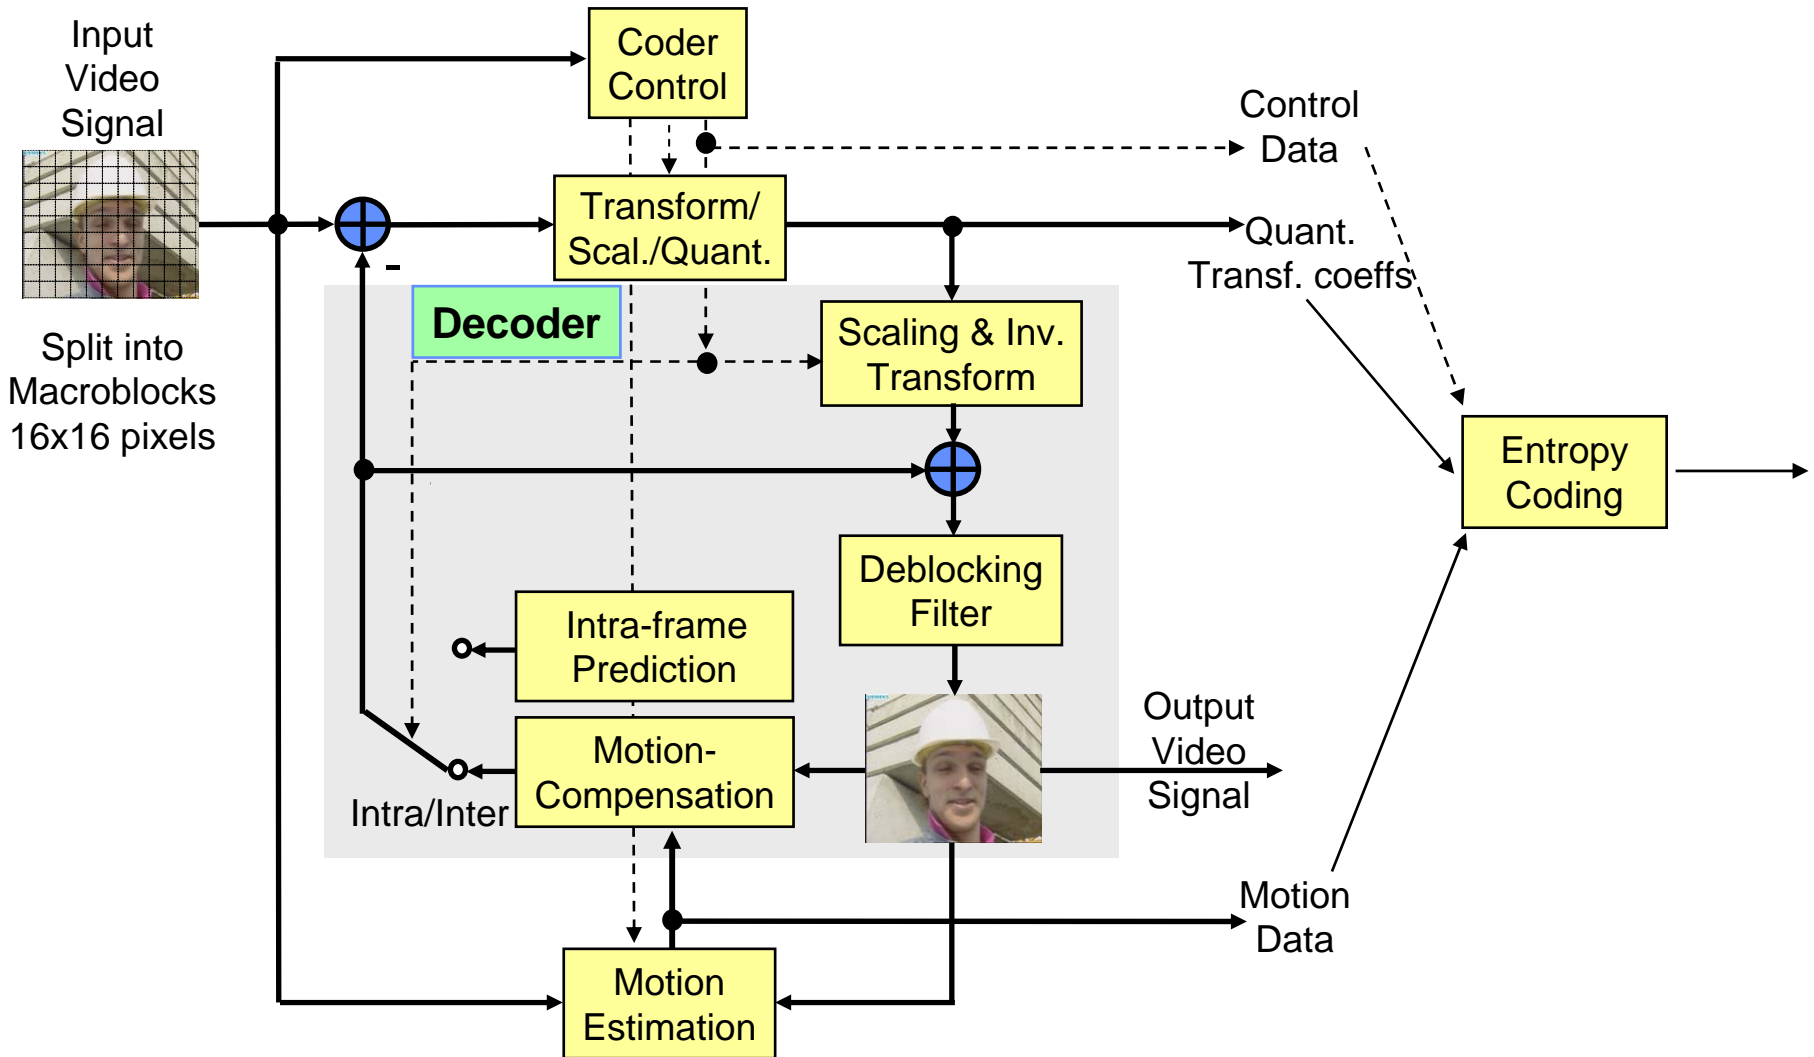 Input
Video
Signal
Split into
Macroblocks
16x16 pixels
Coder
Control
Control
Data
Transform/
Scal./Quant.
-
Quant.
Transf. coeffs
Decoder
Scaling & Inv.
Transform
Entropy
Coding
Deblocking
Filter
Intra-frame
Prediction
Motion-
Compensation
Intra/Inter
Output
Video
Signal
Motion
Data
Motion
Estimation